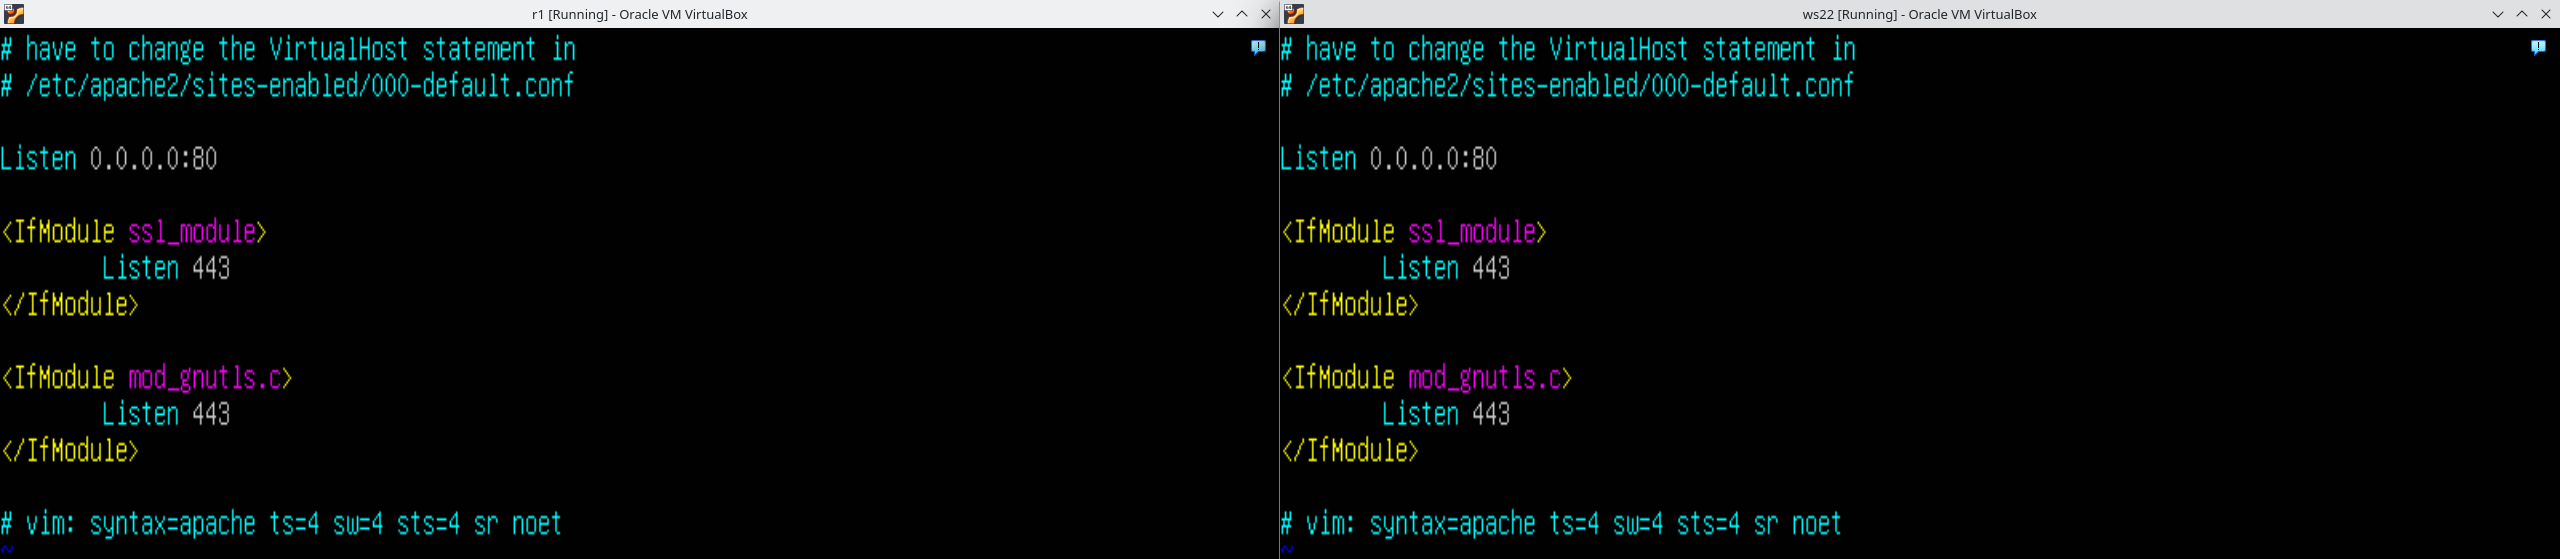 r1 [Running] - Oracle VM VirtualBox
# have to change the VirtualHost statement in
# /etc/apache2/sites-enabled/000-default.conf
Listen 0.0.0.0:80
<IfModule ssl_module>
Listen 443
</IfModule>
<IfModule mod_gnutls.c>
Listen 443
</IfModule>
# vim: syntax=apache ts=4 sw=4 sts=4 sr noet
~
ws22 [Running] - Oracle VM VirtualBox
# have to change the VirtualHost statement in
# /etc/apache2/sites-enabled/000-default.conf
Listen 0.0.0.0:80
<IfModule ssl_module>
Listen 443
</IfModule>
<IfModule mod_gnutls.c>
Listen 443
</IfModule>
# vim: syntax=apache ts=4 sw=4 sts=4 sr noet
~